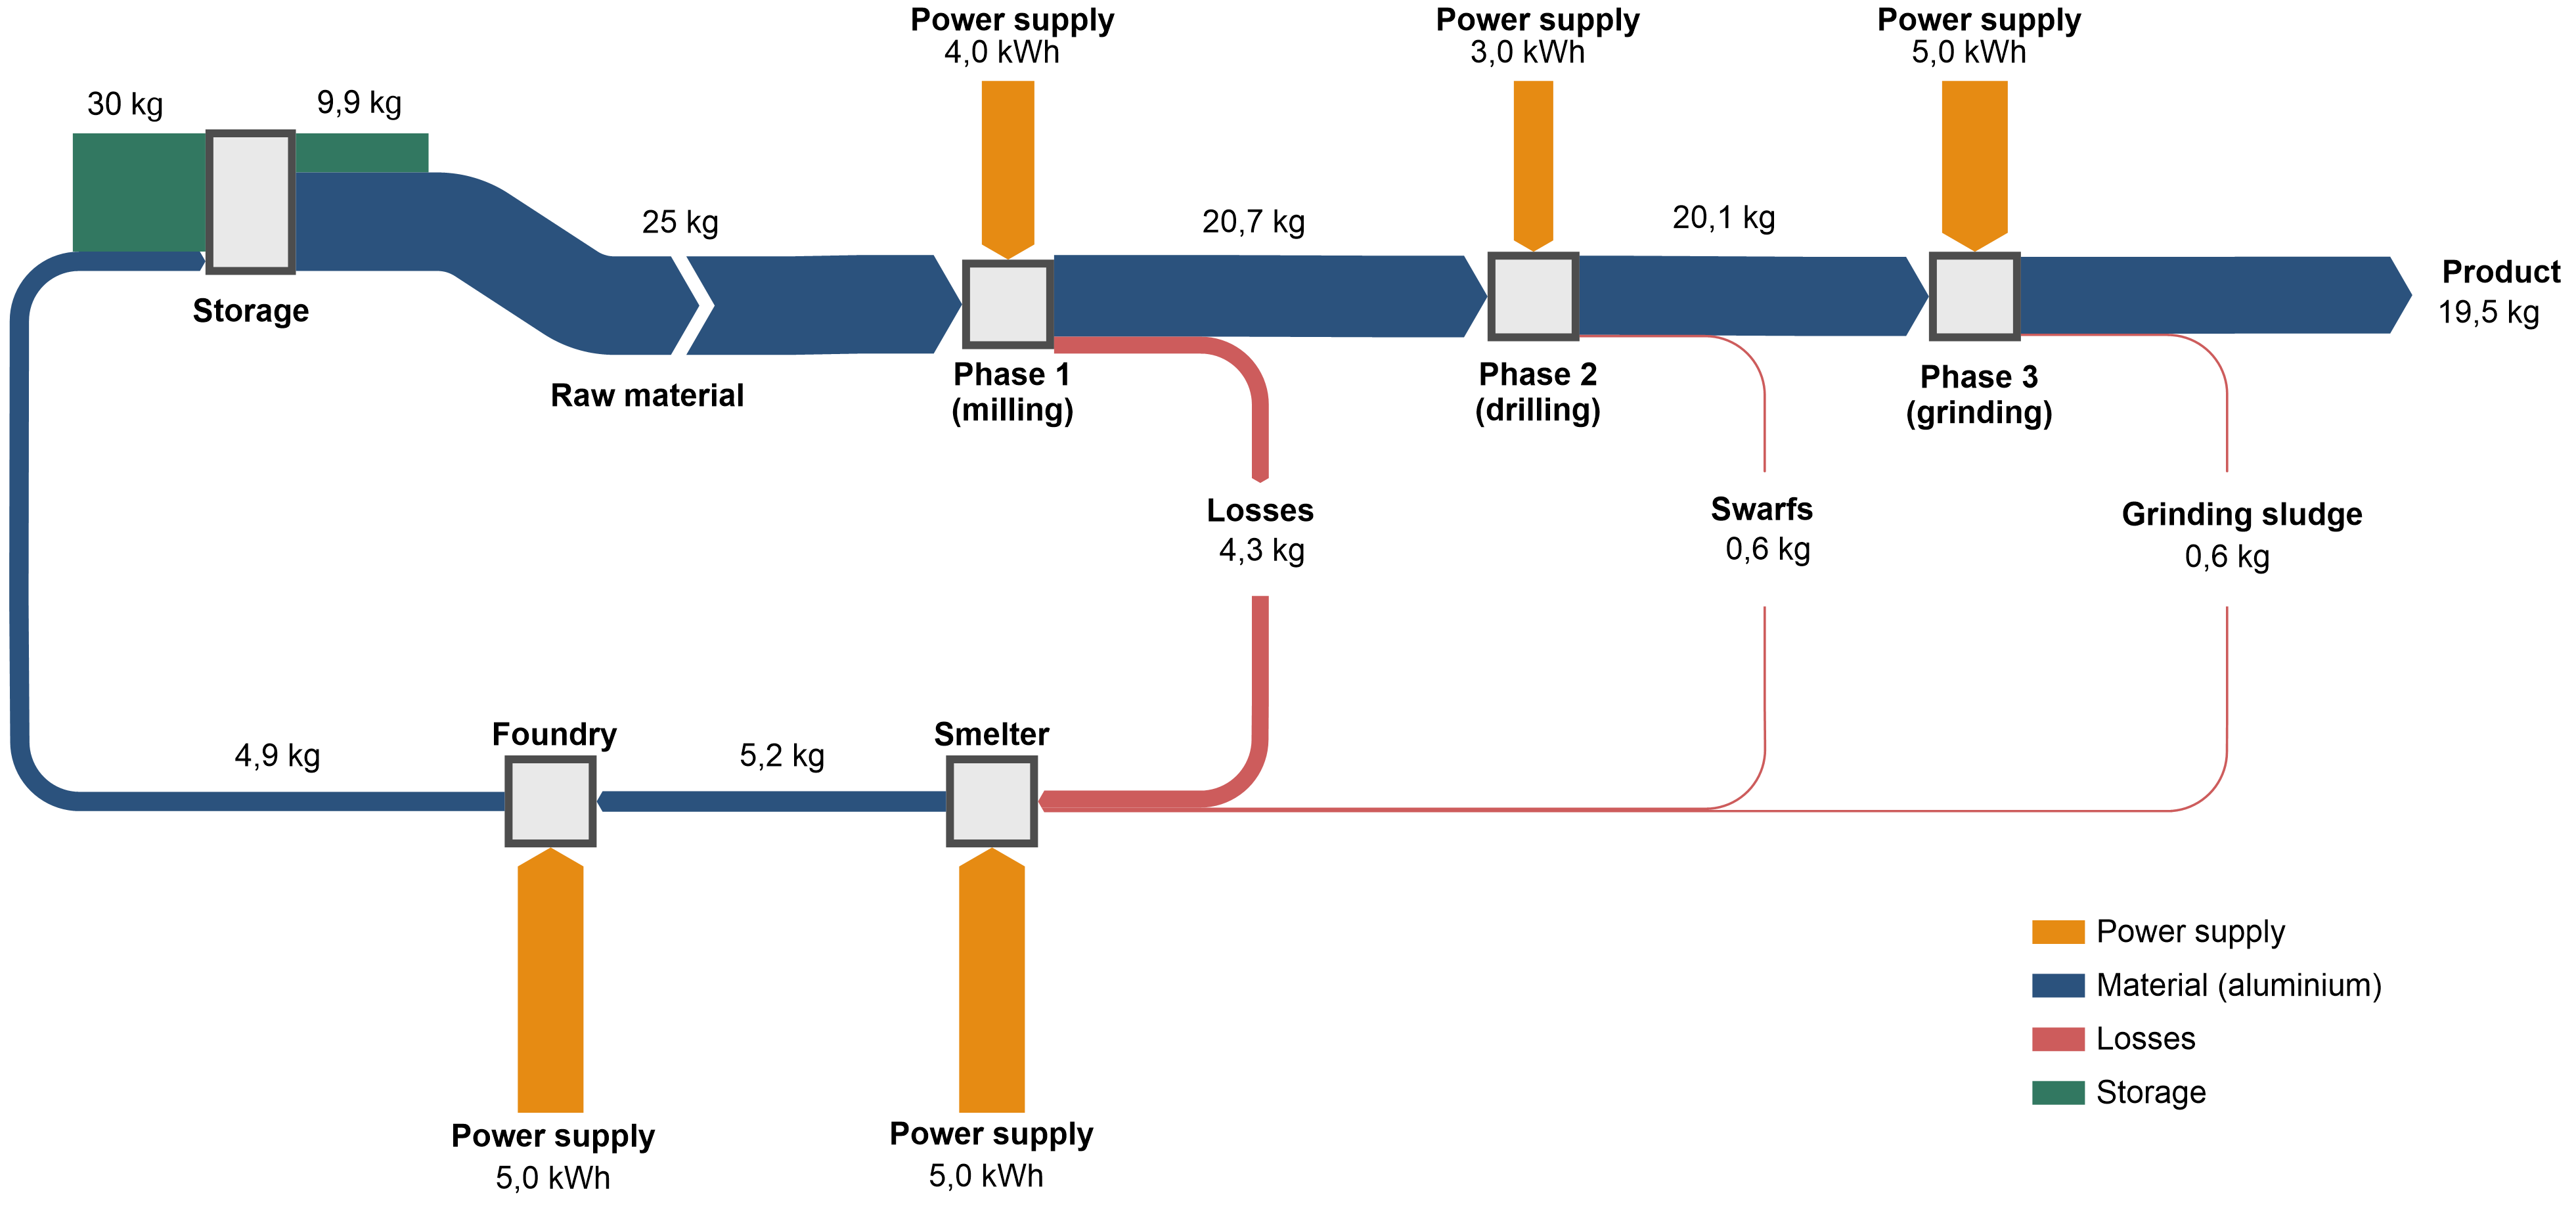 Power supply
4,0 kWh
Power supply
3,0 kWh
Power supply
5,0 kWh
30 kg
9,9 kg
25 kg
20,7 kg
20,1 kg
Storage
Raw material
Phase 1
(milling)
Phase 2
(drilling)
Phase 3
(grinding)
Product
19,5 kg
Losses
4,3 kg
Swarfs
0,6 kg
Grinding sludge
0,6 kg
4,9 kg
Foundry
5,2 kg
Smelter
Power supply
5,0 kWh
Power supply
5,0 kWh
Power supply
Material (aluminium)
Losses
Storage